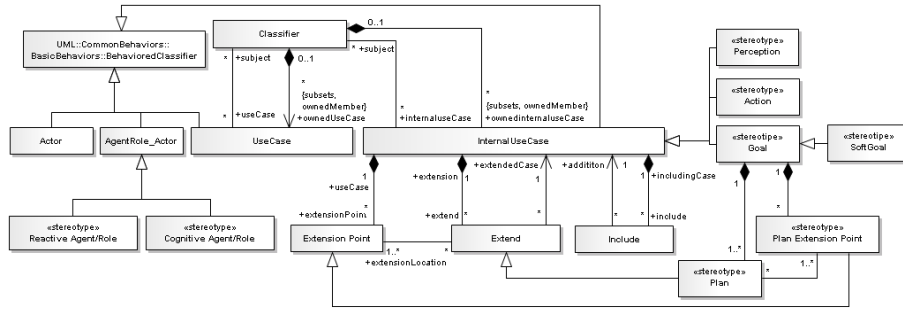 UML::CommonBehaviors::
BasicBehaviors::BehavioredClassifier
Classifier
0..1
0..1
*
+subject
*
+subject
*
+useCase
*
{subsets,
ownedMember}
+ownedUseCase
*
+internaluseCase
*
{subsets, ownedMember}
+ownedinternaluseCase
«stereotype»
Perception
«stereotype»
Action
«stereotipe»
Goal
«stereotipe»
SoftGoal
Actor
AgentRole_Actor
UseCase
InternalUseCase
1
+useCase
+extensionPoint
*
+extension
1
+extend
*
+extendedCase
1
*
+addititon
1
*
1
+includingCase
*
+include
1
1..*
*
«stereotype»
Reactive Agent/Role
«stereotype»
Cognitive Agent/Role
Extension Point
1..*
+extensionLocation
*
Extend
Include
«stereotype»
Plan Extension Point
1..*
*
«stereotype»
Plan